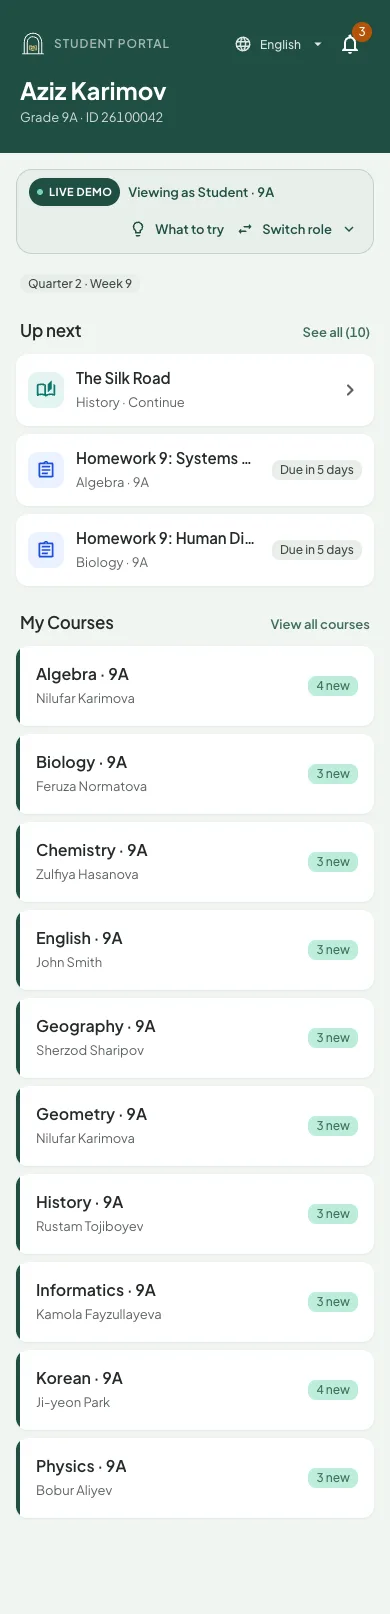 STUDENT PORTAL
English
3
Aziz Karimov
Grade 9A · ID 26100042
LIVE DEMO
Viewing as Student · 9A
What to try
Switch role
Quarter 2 · Week 9
Up next
See all (10)
The Silk Road
History · Continue
Homework 9: Systems ...
Algebra · 9A
Due in 5 days
Homework 9: Human Di...
Biology · 9A
Due in 5 days
My Courses
View all courses
Algebra · 9A
Nilufar Karimova
4 new
Biology · 9A
Feruza Normatova
3 new
Chemistry · 9A
Zulfiya Hasanova
3 new
English · 9A
John Smith
3 new
Geography · 9A
Sherzod Sharipov
3 new
Geometry · 9A
Nilufar Karimova
3 new
History · 9A
Rustam Tojiboyev
3 new
Informatics · 9A
Kamola Fayzullayeva
3 new
Korean · 9A
Ji-yeon Park
4 new
Physics · 9A
Bobur Aliyev
3 new